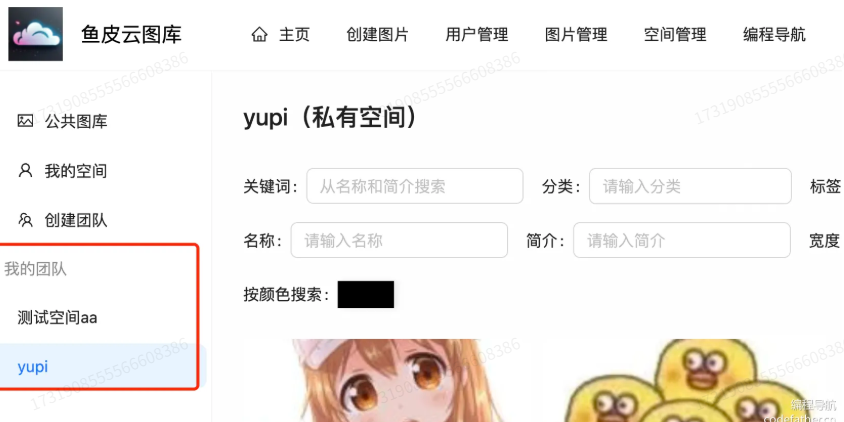 鱼皮云图库 主页 创建图片 用户管理 图片管理 空间管理 编程导航
公共图库
我的空间
创建团队
我的团队
测试空间aa
yupi
yupi（私有空间）
关键词： 从名称和简介搜索 分类： 请输入分类 标签
名称： 请输入名称 简介： 请输入简介 宽度
按颜色搜索：
1731908555566608386
1731908555566608386
1731908555566608386
1731908555566608386
1731908555566608386
编程导航
codefather.cn